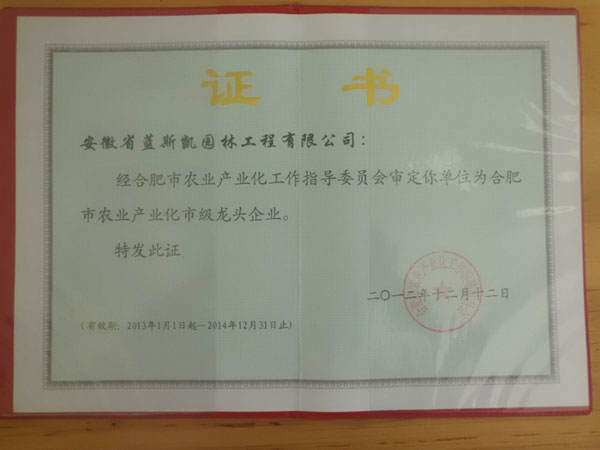 证书
安徽省蓝斯凯园林工程有限公司：
经合肥市农业产业化工作指导委员会审定你单位为合肥
市农业产业化市级龙头企业。
特发此证
二〇一二年十二月十二日
(有效期：2013年1月1日起－2014年12月31日止)